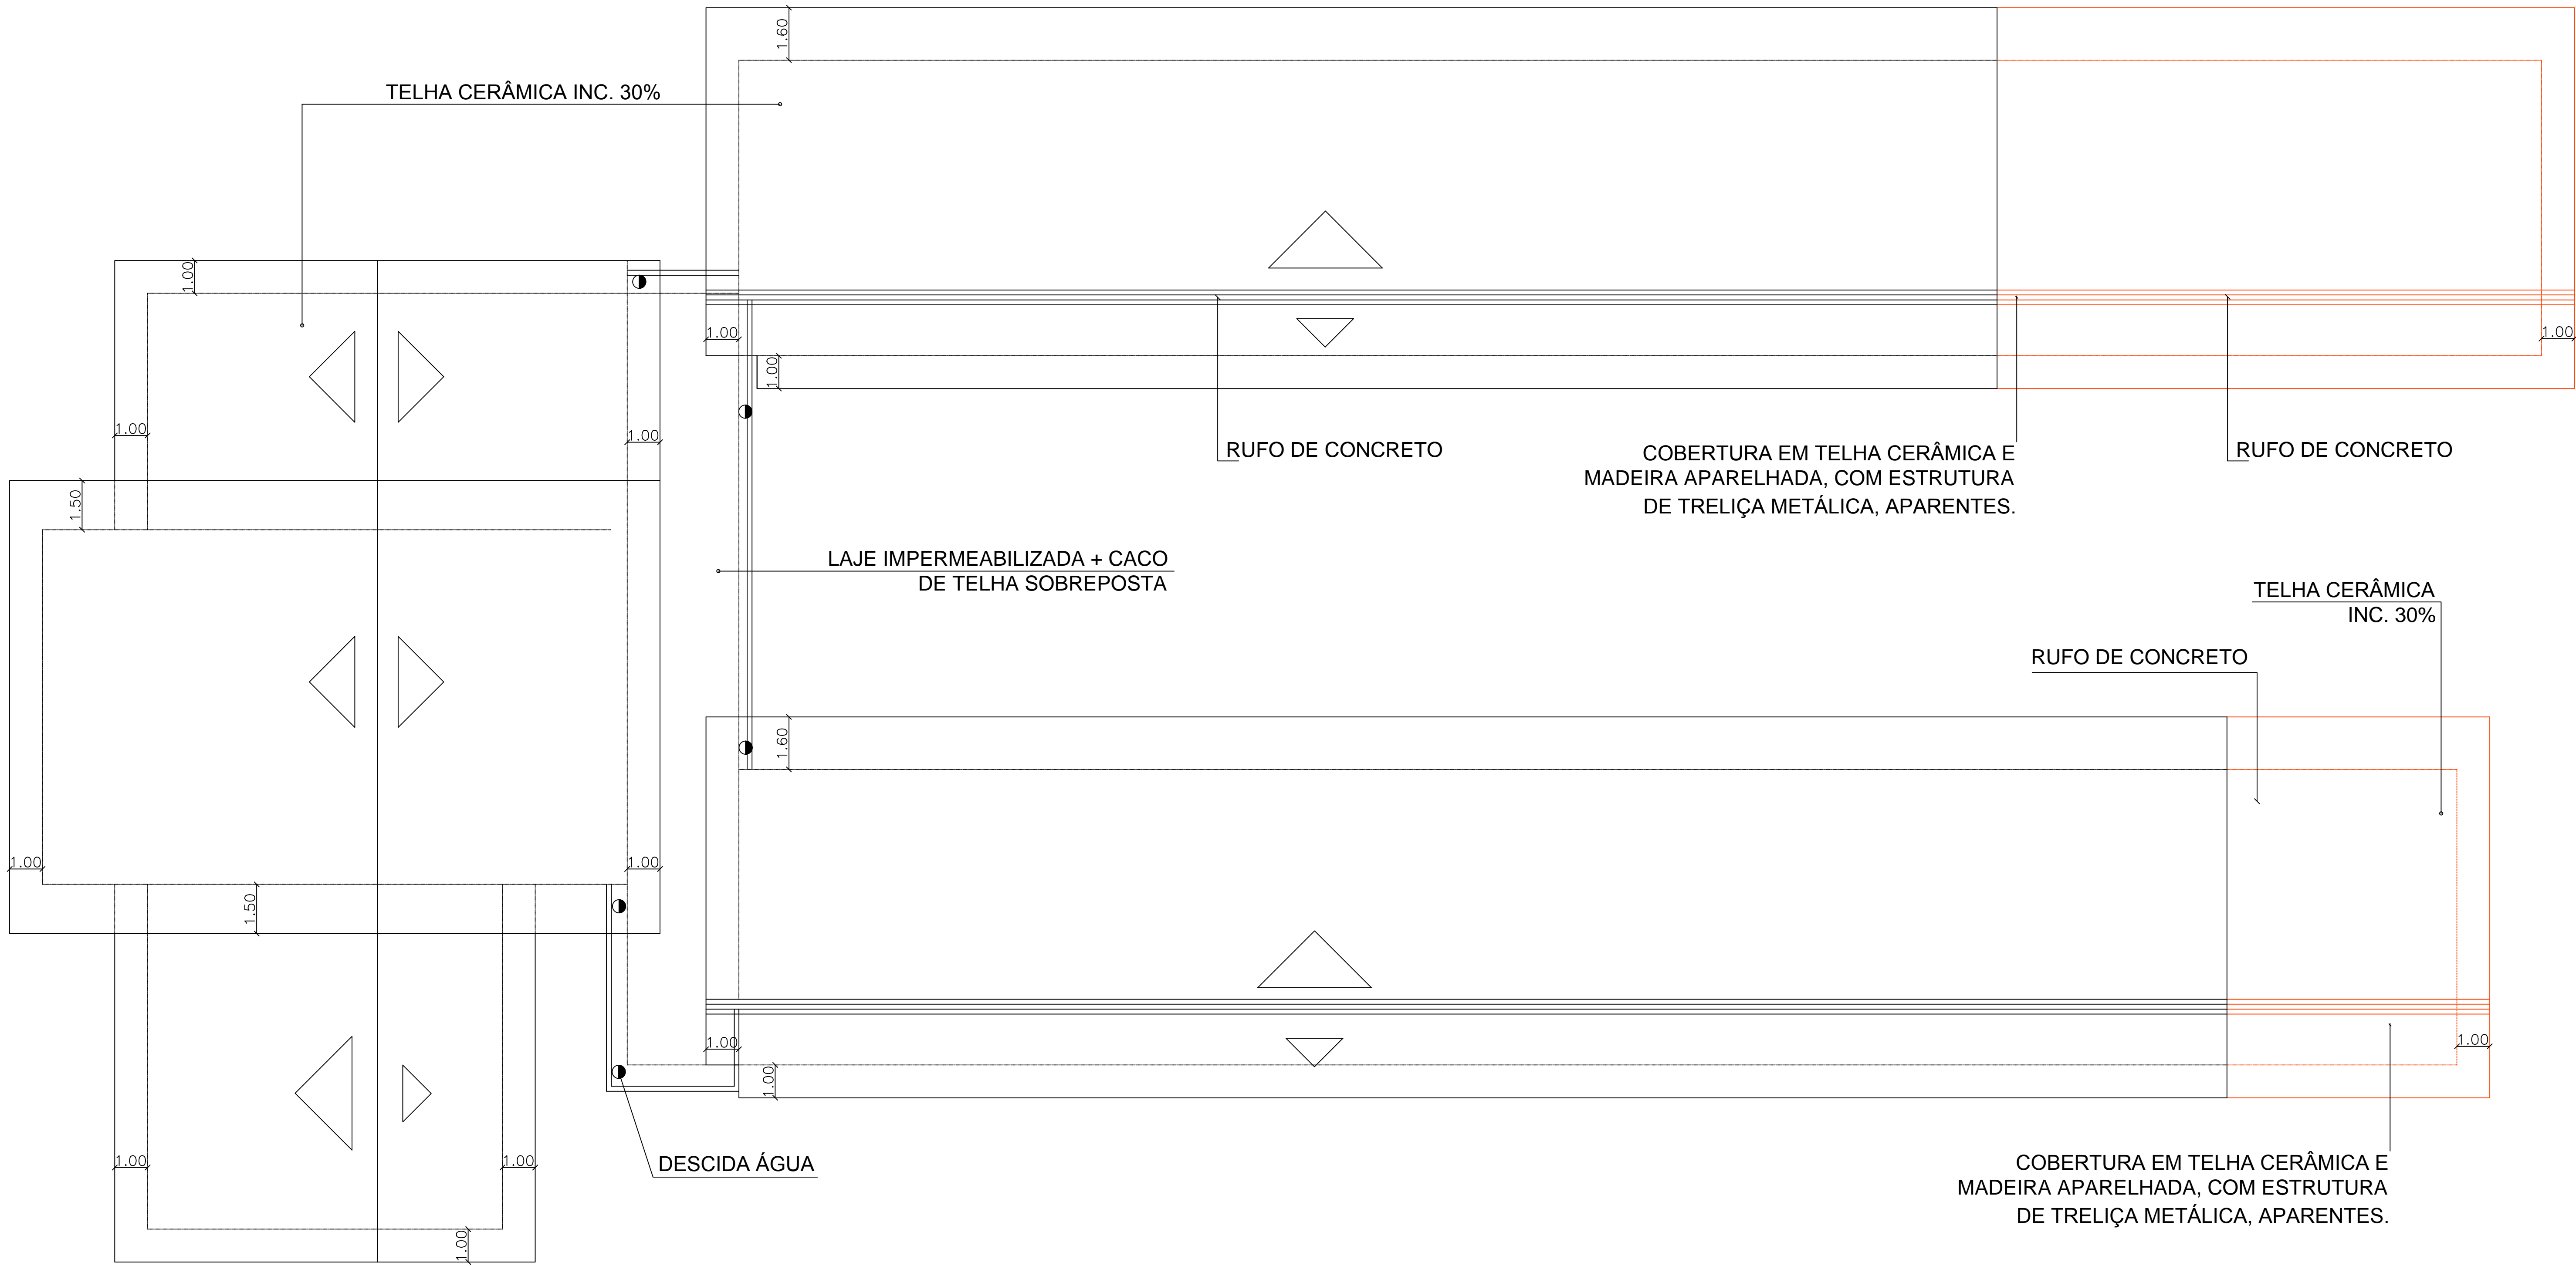 1.60
TELHA CERÂMICA INC. 30%
1.00
1.00
1.00
1.00
1.00
1.00
RUFO DE CONCRETO
COBERTURA EM TELHA CERÂMICA E
MADEIRA APARELHADA, COM ESTRUTURA
DE TRELIÇA METÁLICA, APARENTES.
RUFO DE CONCRETO
1.50
LAJE IMPERMEABILIZADA + CACO
DE TELHA SOBREPOSTA
TELHA CERÂMICA
INC. 30%
RUFO DE CONCRETO
1.60
1.00
1.00
1.50
1.00
1.00
1.00
1.00
1.00
DESCIDA ÁGUA
COBERTURA EM TELHA CERÂMICA E
MADEIRA APARELHADA, COM ESTRUTURA
DE TRELIÇA METÁLICA, APARENTES.
1.00